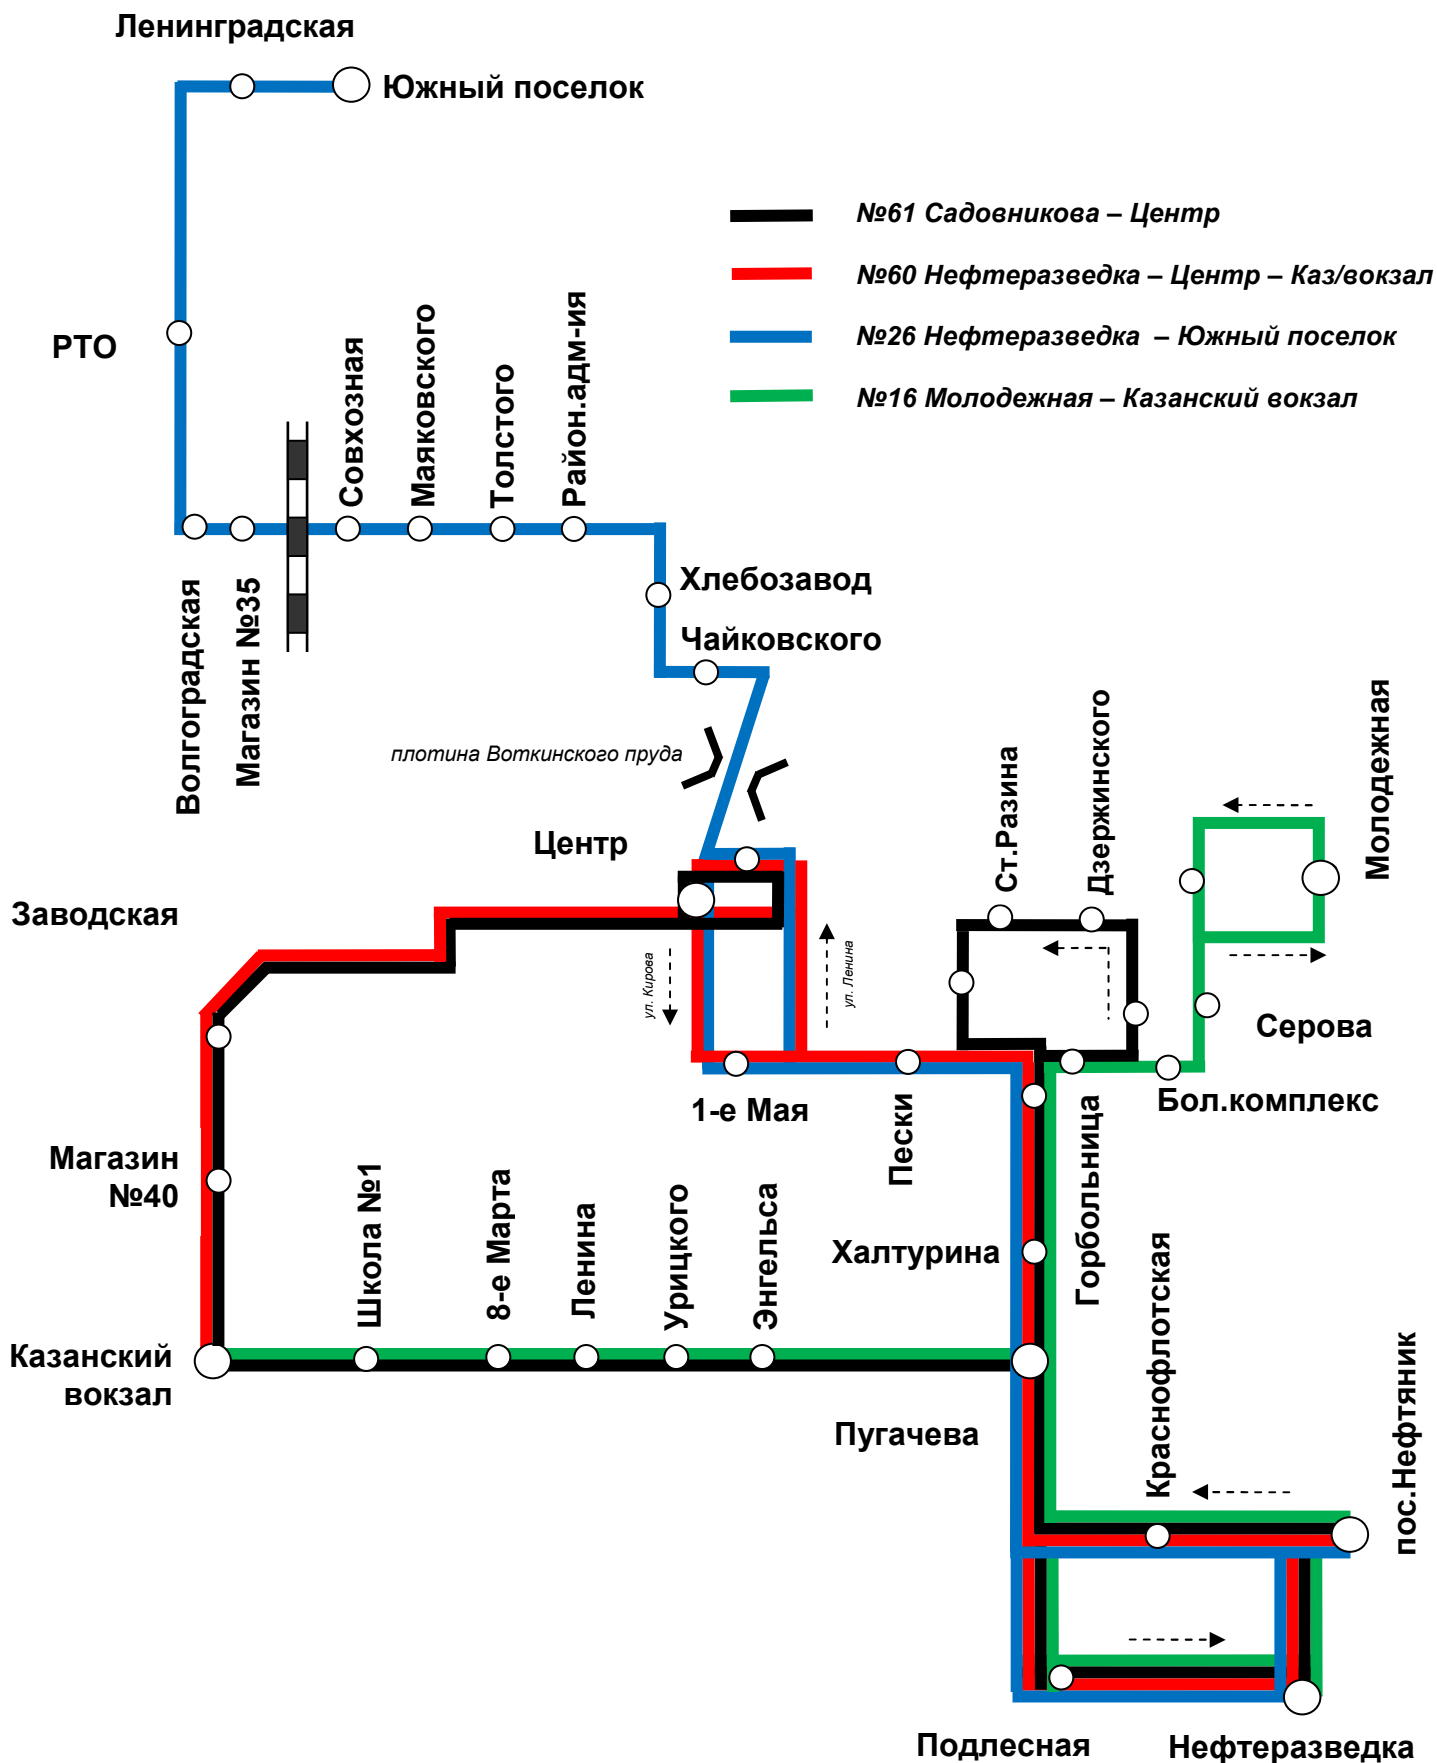 Ленинградская
Южный поселок
№61 Садовникова – Центр
№60 Нефтеразведка – Центр – Каз/вокзал
№26 Нефтеразведка – Южный поселок
№16 Молодежная – Казанский вокзал
РТО
Совхозная
Маяковского
Толстого
Район.адм-ия
Волгоградская
Магазин №35
Хлебозавод
Чайковского
плотина Воткинского пруда
Центр
Ст.Разина
Дзержинского
Молодежная
Заводская
ул. Кирова
ул. Ленина
Серова
1-е Мая
Пески
Горбольница
Бол.комплекс
Магазин
№40
Школа №1
8-е Марта
Ленина
Урицкого
Энгельса
Халтурина
Казанский
вокзал
Пугачева
Краснофлотская
пос.Нефтяник
Подлесная
Нефтеразведка